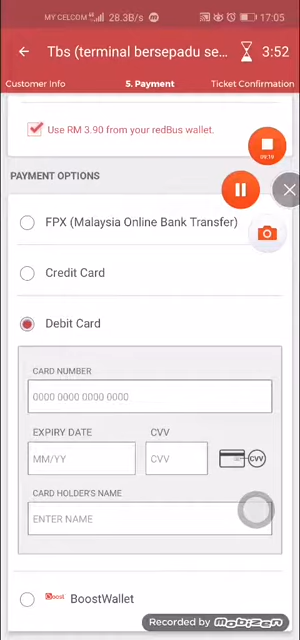 MY CELCOM 28.3B/s 17:05
Tbs (terminal bersepadu se... 3:52
Customer Info 5. Payment Ticket Confirmation
Use RM 3.90 from your redBus wallet.
09:19
PAYMENT OPTIONS
FPX (Malaysia Online Bank Transfer)
Credit Card
Debit Card
CARD NUMBER
0000 0000 0000 0000
EXPIRY DATE CVV
MM/YY CVV CVV
CARD HOLDER'S NAME
ENTER NAME
Boost BoostWallet
Recorded by mobizen